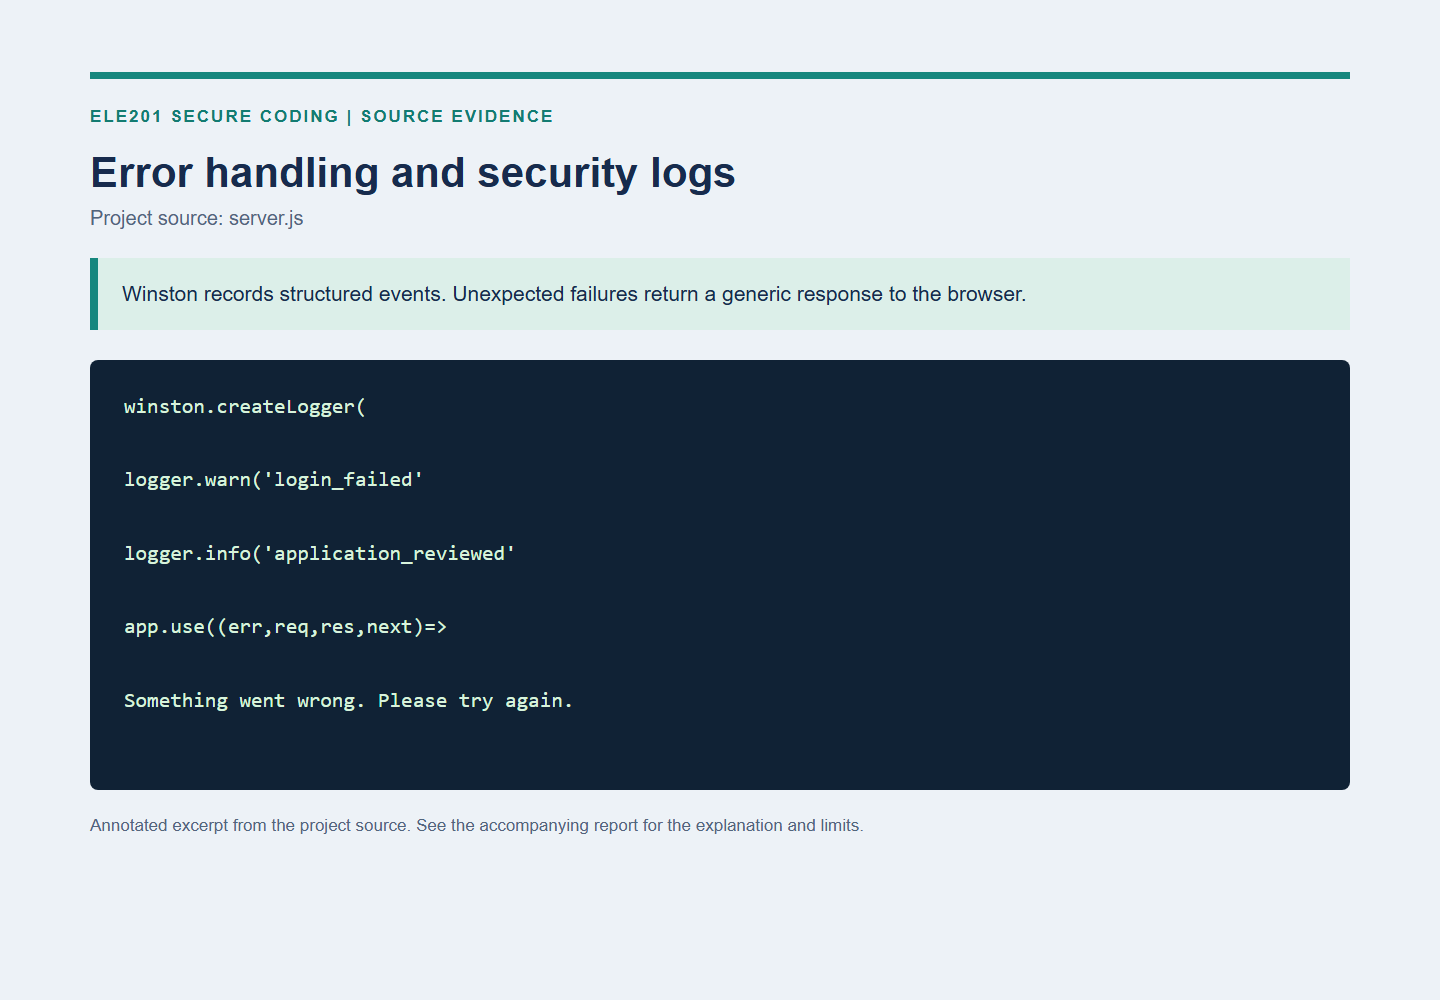 ELE201 SECURE CODING | SOURCE EVIDENCE
Error handling and security logs
Project source: server.js
Winston records structured events. Unexpected failures return a generic response to the browser.
winston.createLogger(
logger.warn('login_failed'
logger.info('application_reviewed'
app.use((err,req,res,next)=>
Something went wrong. Please try again.
Annotated excerpt from the project source. See the accompanying report for the explanation and limits.